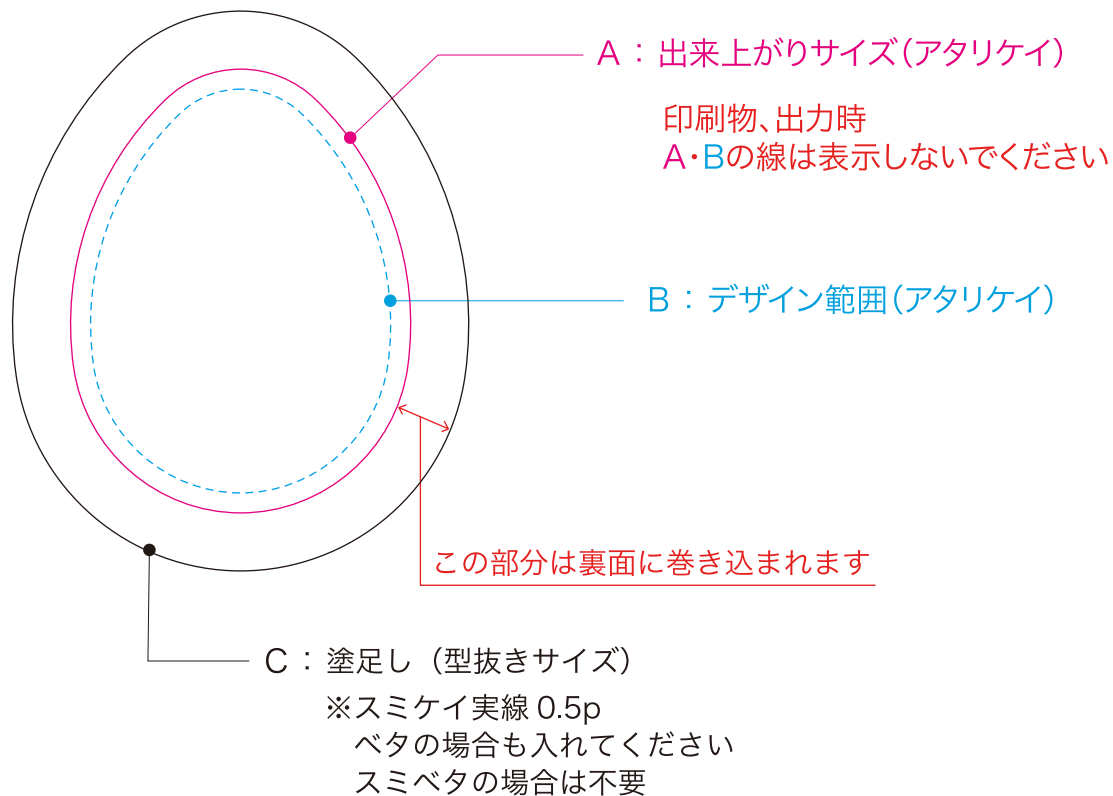 A：出来上がりサイズ（アタリケイ）
印刷物、出力時
A・Bの線は表示しないでください
B：デザイン範囲（アタリケイ）
この部分は裏面に巻き込まれます
C：塗足し（型抜きサイズ）
※スミケイ実線 0.5p
ベタの場合も入れてください
スミベタの場合は不要